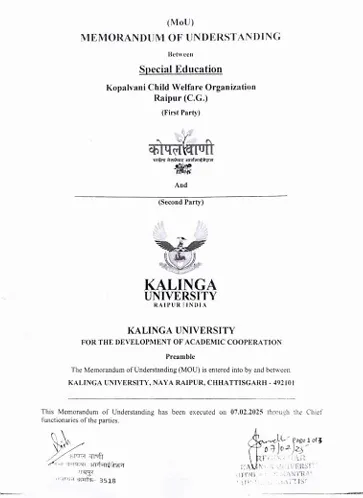 (MoU)
MEMORANDUM OF UNDERSTANDING
Between
Special Education
Kopalvani Child Welfare Organization
Raipur (C.G.)
(First Party)
कोपलवाणी
And
(Second Party)
KALINGA
UNIVERSITY
RAIPUR INDIA
KALINGA UNIVERSITY
FOR THE DEVELOPMENT OF ACADEMIC COOPERATION
Preamble
The Memorandum of Understanding (MOU) is entered into by and between
KALINGA UNIVERSITY, NAYA RAIPUR, CHHATTISGARH - 492101
This Memorandum of Understanding has been executed on 07.02.2025 through the Chief
functionaries of the parties.
Page 1 of 3
रायपुर
3518